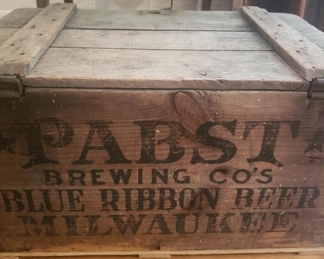 PABST
BREWING CO'S
BLUE RIBBON BEER
MILWAUKEE